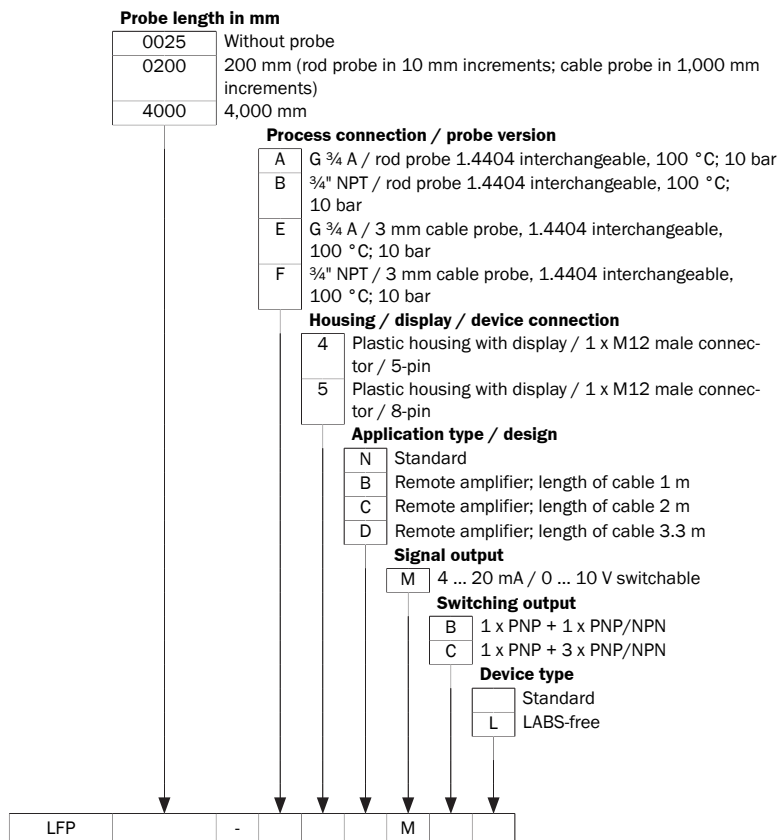 Probe length in mm
0025 Without probe
0200 200 mm (rod probe in 10 mm increments; cable probe in 1,000 mm
increments)
4000 4,000 mm
Process connection / probe version
A G ¾ A / rod probe 1.4404 interchangeable, 100 °C; 10 bar
B ¾" NPT / rod probe 1.4404 interchangeable, 100 °C;
10 bar
E G ¾ A / 3 mm cable probe, 1.4404 interchangeable,
100 °C; 10 bar
F ¾" NPT / 3 mm cable probe, 1.4404 interchangeable,
100 °C; 10 bar
Housing / display / device connection
4 Plastic housing with display / 1 x M12 male connec-
tor / 5-pin
5 Plastic housing with display / 1 x M12 male connec-
tor / 8-pin
Application type / design
N Standard
B Remote amplifier; length of cable 1 m
C Remote amplifier; length of cable 2 m
D Remote amplifier; length of cable 3.3 m
Signal output
M 4 ... 20 mA / 0 ... 10 V switchable
Switching output
B 1 x PNP + 1 x PNP/NPN
C 1 x PNP + 3 x PNP/NPN
Device type
Standard
L LABS-free
LFP - M